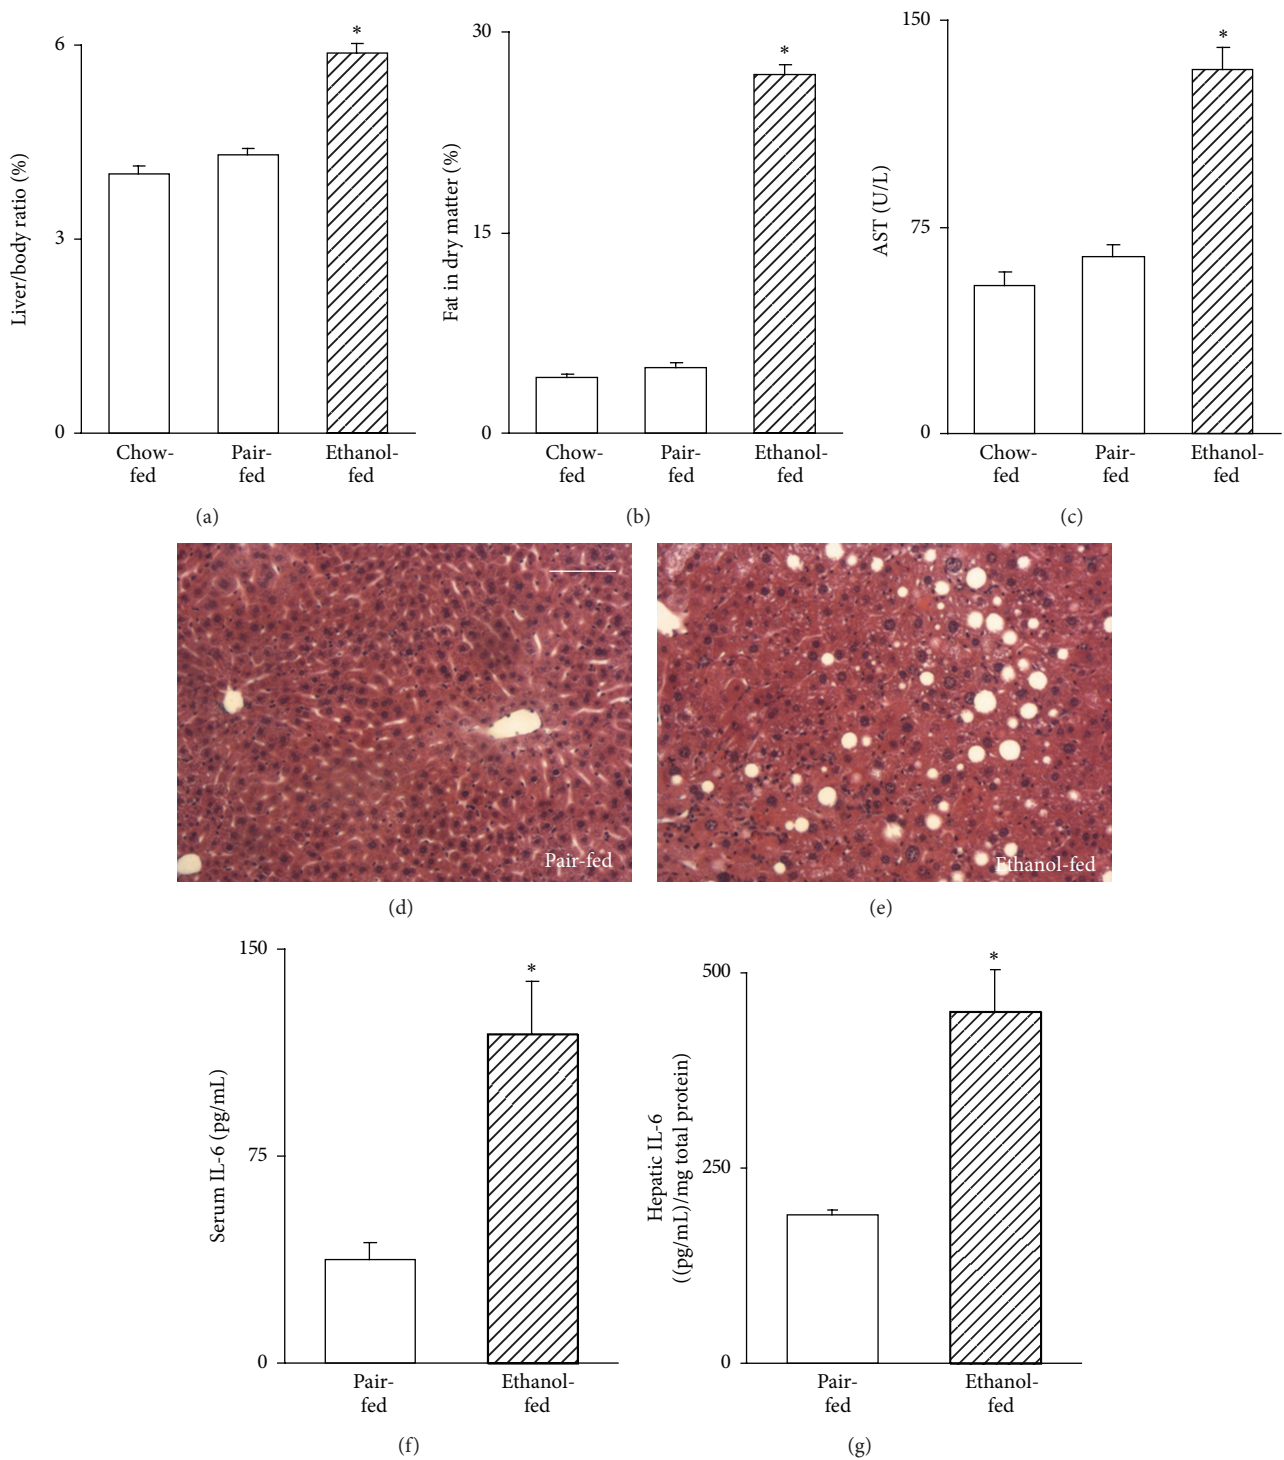 6
3
0
Liver/body ratio (%)
*
Chow-
fed
Pair-
fed
Ethanol-
fed
(a)
30
15
0
Fat in dry matter (%)
*
Chow-
fed
Pair-
fed
Ethanol-
fed
(b)
150
75
0
AST (U/L)
*
Chow-
fed
Pair-
fed
Ethanol-
fed
(c)
Pair-fed
(d)
Ethanol-fed
(e)
150
75
0
Serum IL-6 (pg/mL)
*
Pair-
fed
Ethanol-
fed
(f)
500
250
0
Hepatic IL-6
((pg/mL)/mg total protein)
*
Pair-
fed
Ethanol-
fed
(g)